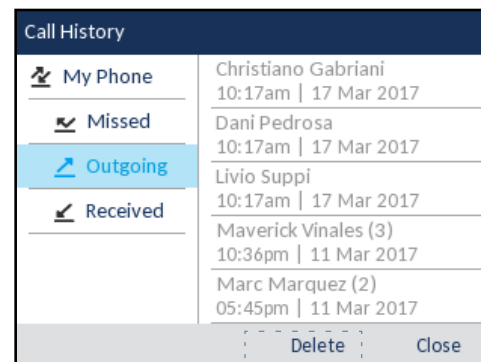 Call History
My Phone
Missed
Outgoing
Received
Christiano Gabriani
10:17am | 17 Mar 2017
Dani Pedrosa
10:17am | 17 Mar 2017
Livio Suppi
10:17am | 17 Mar 2017
Maverick Vinales (3)
10:36pm | 11 Mar 2017
Marc Marquez (2)
05:45pm | 11 Mar 2017
Delete
Close